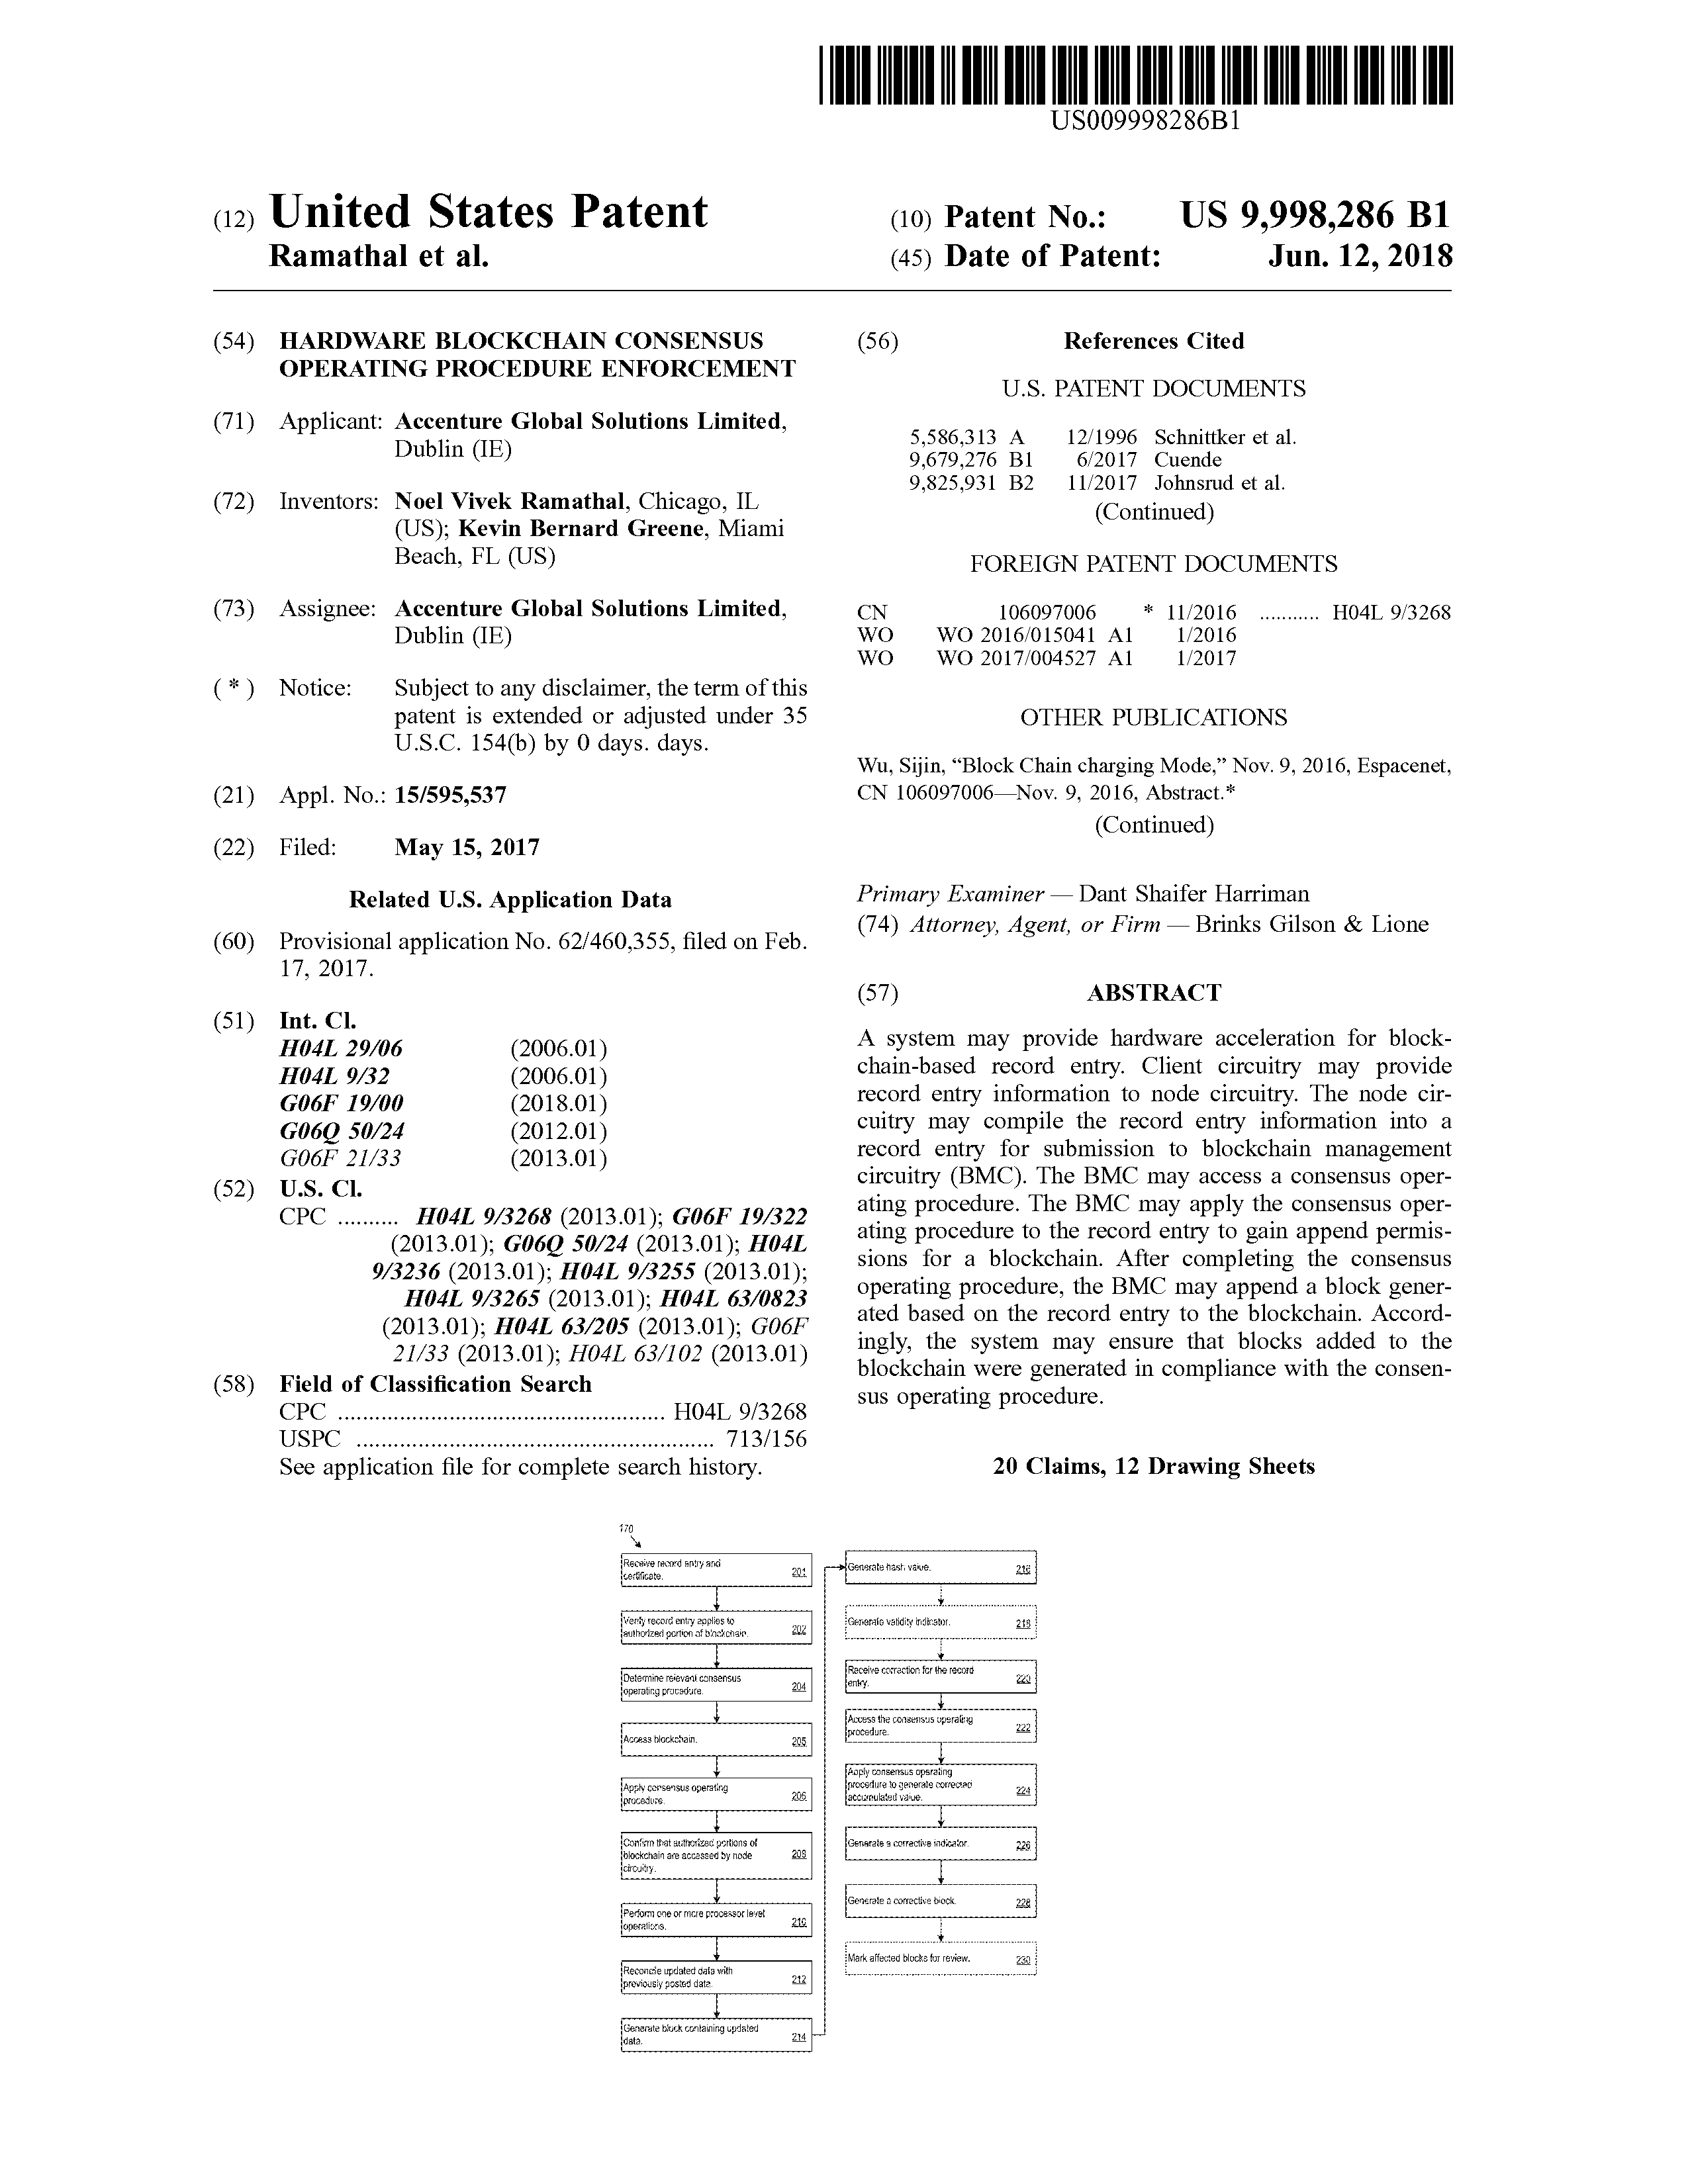 US009998286B1
(12) United States Patent
Ramathal et al.
(10) Patent No.: US 9,998,286 B1
(45) Date of Patent: Jun. 12, 2018
(54) HARDWARE BLOCKCHAIN CONSENSUS
OPERATING PROCEDURE ENFORCEMENT
(71) Applicant: Accenture Global Solutions Limited,
Dublin (IE)
(72) Inventors: Noel Vivek Ramathal, Chicago, IL
(US); Kevin Bernard Greene, Miami
Beach, FL (US)
(73) Assignee: Accenture Global Solutions Limited,
Dublin (IE)
( * ) Notice: Subject to any disclaimer, the term of this
patent is extended or adjusted under 35
U.S.C. 154(b) by 0 days. days.
(21) Appl. No.: 15/595,537
(22) Filed: May 15, 2017
Related U.S. Application Data
(60) Provisional application No. 62/460,355, filed on Feb.
17, 2017.
(51) Int. Cl.
H04L 29/06 (2006.01)
H04L 9/32 (2006.01)
G06F 19/00 (2018.01)
G06Q 50/24 (2012.01)
G06F 21/33 (2013.01)
(52) U.S. Cl.
CPC .......... H04L 9/3268 (2013.01); G06F 19/322
(2013.01); G06Q 50/24 (2013.01); H04L
9/3236 (2013.01); H04L 9/3255 (2013.01);
H04L 9/3265 (2013.01); H04L 63/0823
(2013.01); H04L 63/205 (2013.01); G06F
21/33 (2013.01); H04L 63/102 (2013.01)
(58) Field of Classification Search
CPC ..................................................... H04L 9/3268
USPC .......................................................... 713/156
See application file for complete search history.
(56) References Cited
U.S. PATENT DOCUMENTS
5,586,313 A 12/1996 Schnittker et al.
9,679,276 B1 6/2017 Cuende
9,825,931 B2 11/2017 Johnsrud et al.
(Continued)
FOREIGN PATENT DOCUMENTS
CN 106097006 * 11/2016 ........... H04L 9/3268
WO WO 2016/015041 A1 1/2016
WO WO 2017/004527 A1 1/2017
OTHER PUBLICATIONS
Wu, Sijin, “Block Chain charging Mode,” Nov. 9, 2016, Espacenet,
CN 106097006—Nov. 9, 2016, Abstract.*
(Continued)
Primary Examiner — Dant Shaifer Harriman
(74) Attorney, Agent, or Firm — Brinks Gilson & Lione
(57) ABSTRACT
A system may provide hardware acceleration for block-
chain-based record entry. Client circuitry may provide
record entry information to node circuitry. The node cir-
cuitry may compile the record entry information into a
record entry for submission to blockchain management
circuitry (BMC). The BMC may access a consensus oper-
ating procedure. The BMC may apply the consensus oper-
ating procedure to the record entry to gain append permis-
sions for a blockchain. After completing the consensus
operating procedure, the BMC may append a block gener-
ated based on the record entry to the blockchain. Accord-
ingly, the system may ensure that blocks added to the
blockchain were generated in compliance with the consen-
sus operating procedure.
20 Claims, 12 Drawing Sheets
170
Receive record entry and
certificate. 201
Verify record entry applies to
authorized portion of blockchain. 202
Determine relevant consensus
operating procedure. 204
Access blockchain. 205
Apply consensus operating
procedure. 206
Confirm that authorized portions of
blockchain are accessed by node
circuitry. 208
Perform one or more processor level
operations. 210
Reconcile updated data with
previously posted data. 212
Generate block containing updated
data. 214
Generate hash value. 216
Generate validity indicator. 218
Receive correction for the record
entry. 220
Access the consensus operating
procedure. 222
Apply consensus operating
procedure to generate corrected
accumulated value. 224
Generate a corrective indicator. 226
Generate a corrective block. 228
Mark affected blocks for review. 230